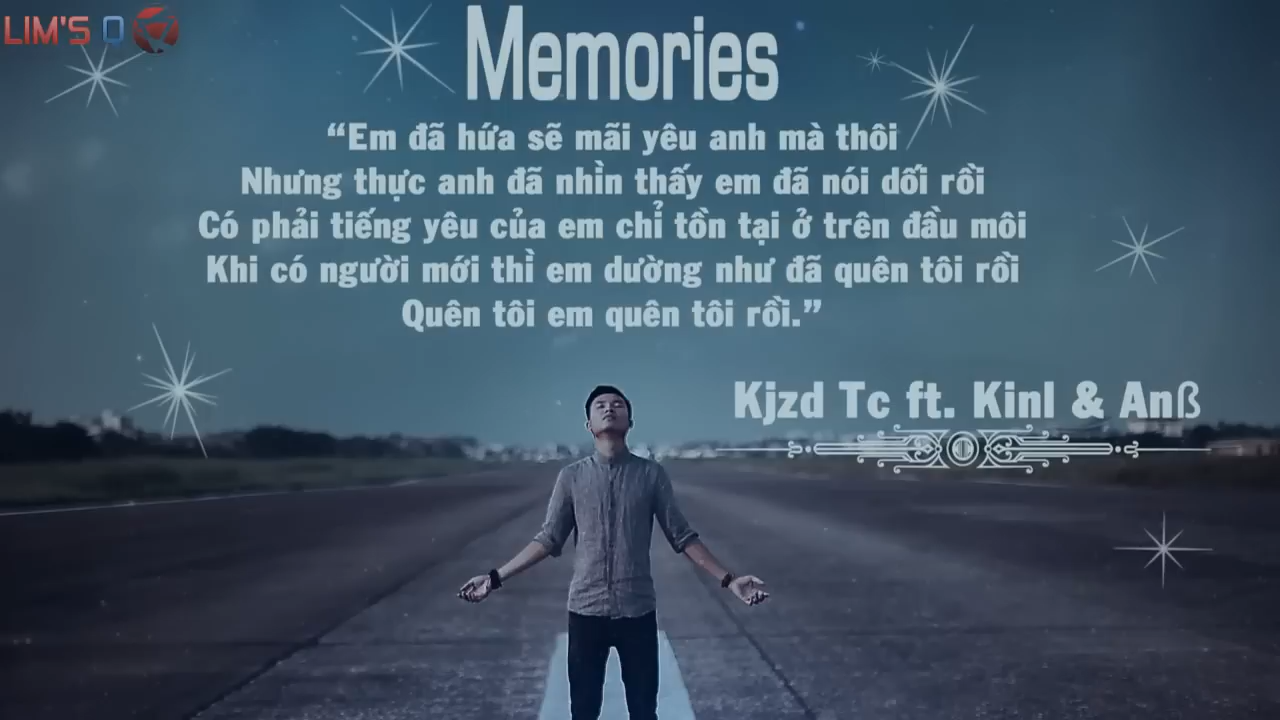 LIM'S Q
Memories
“Em đã hứa sẽ mãi yêu anh mà thôi
Nhưng thực anh đã nhìn thấy em đã nói dối rồi
Có phải tiếng yêu của em chỉ tồn tại ở trên đầu môi
Khi có người mới thì em dường như đã quên tôi rồi
Quên tôi em quên tôi rồi.”
Kjzd Tc ft. Kinl & Anß